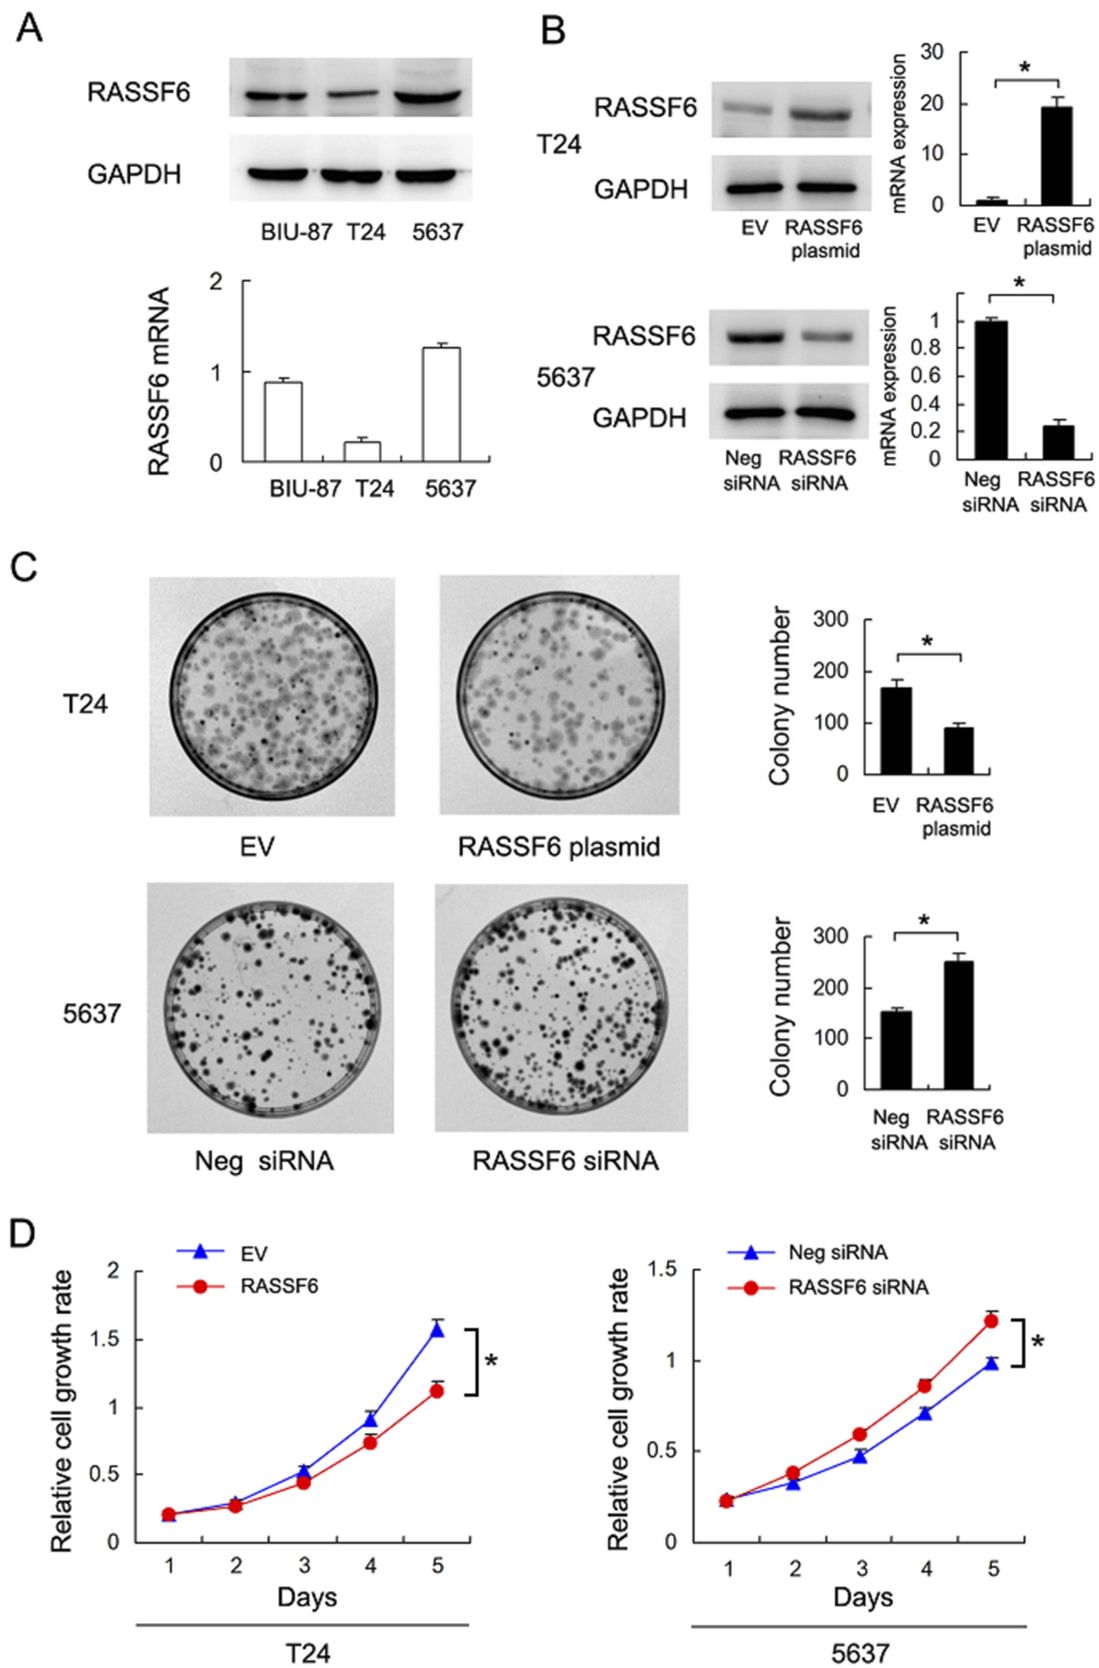 A
RASSF6
GAPDH
BIU-87 T24 5637
RASSF6 mRNA
2
1
0
BIU-87 T24 5637
B
T24
RASSF6
GAPDH
EV RASSF6
plasmid
mRNA expression
30
20
10
0
*
EV RASSF6
plasmid
5637
RASSF6
GAPDH
Neg RASSF6
siRNA siRNA
mRNA expression
1
0.8
0.6
0.4
0.2
0
*
Neg RASSF6
siRNA siRNA
C
T24
EV
RASSF6 plasmid
Colony number
300
200
100
0
*
EV RASSF6
plasmid
5637
Neg siRNA
RASSF6 siRNA
Colony number
300
200
100
0
*
Neg RASSF6
siRNA siRNA
D
EV
RASSF6
Relative cell growth rate
2
1.5
1
0.5
0
*
1 2 3 4 5
Days
T24
Neg siRNA
RASSF6 siRNA
Relative cell growth rate
1.5
1
0.5
0
*
1 2 3 4 5
Days
5637